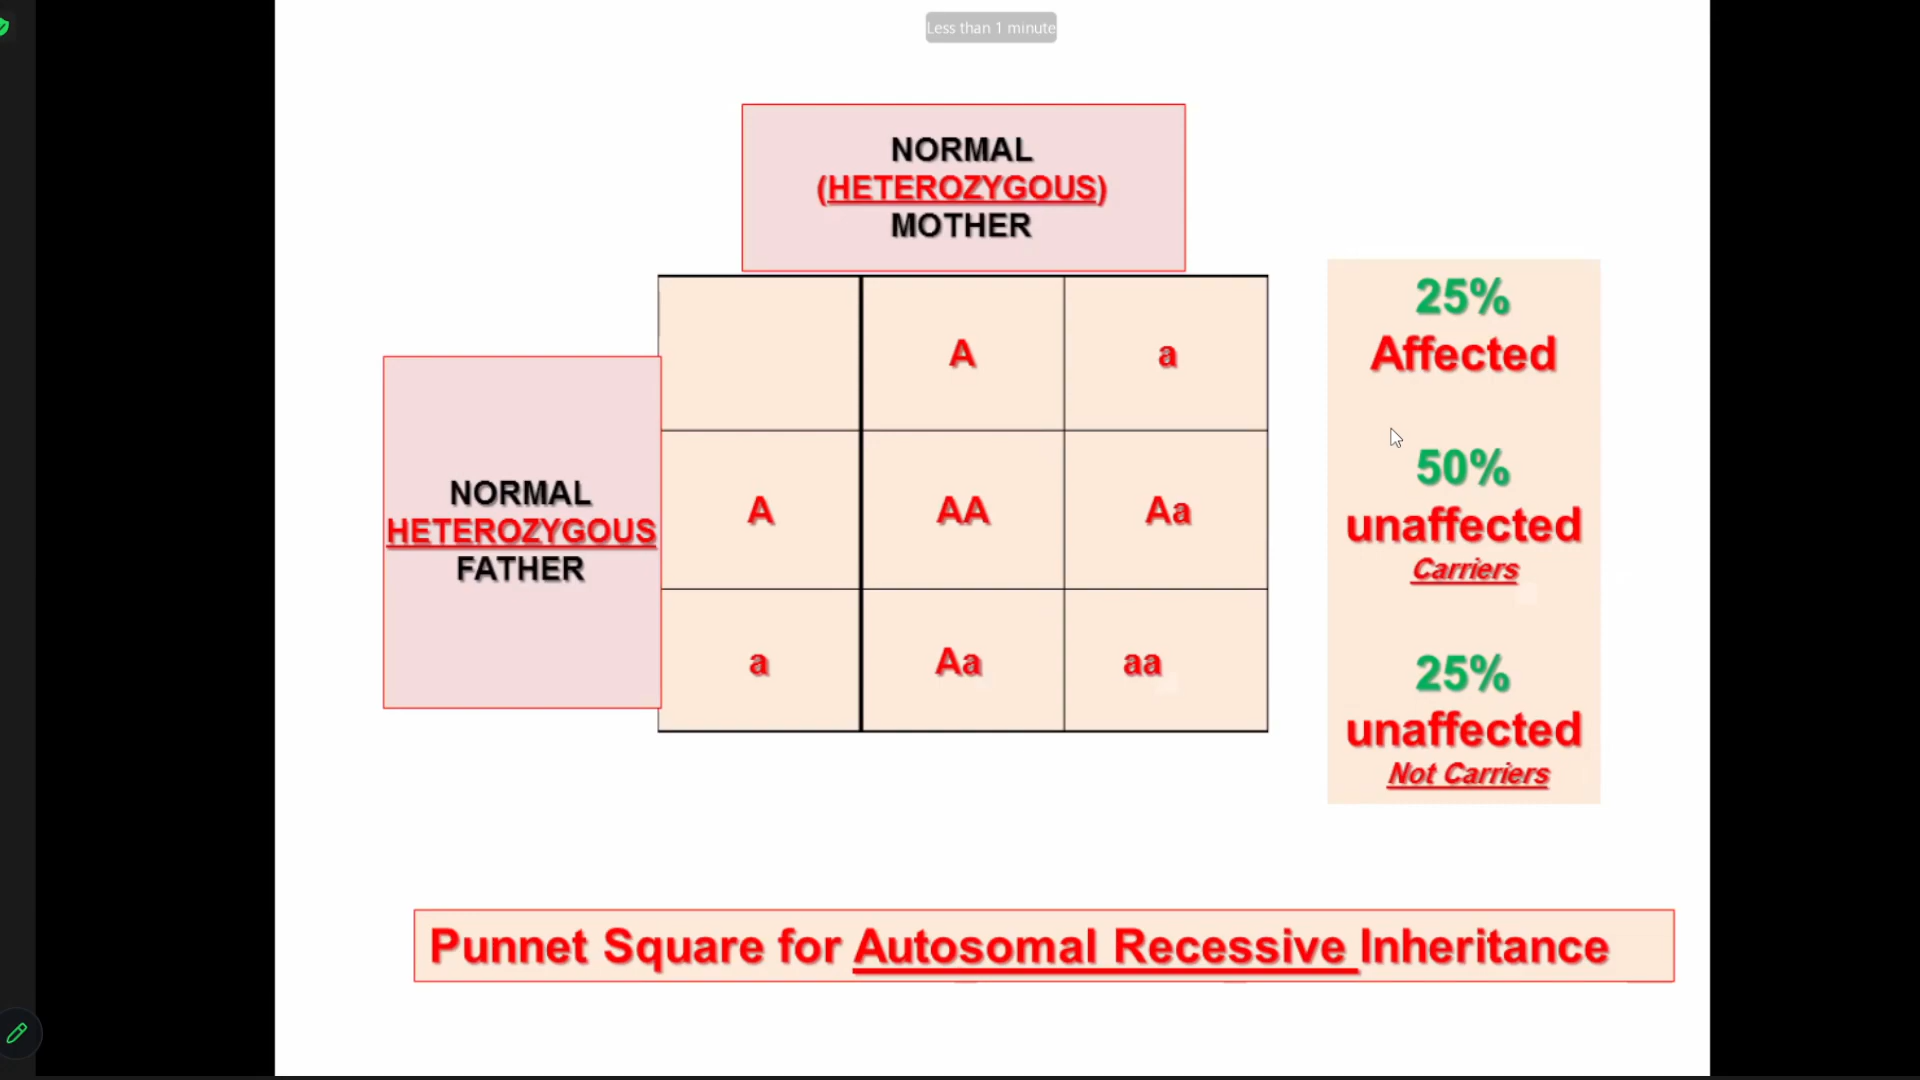 Less than 1 minute
NORMAL
(HETEROZYGOUS)
MOTHER
NORMAL
HETEROZYGOUS
FATHER
A a
A AA Aa
a Aa aa
25%
Affected
50%
unaffected
Carriers
25%
unaffected
Not Carriers
Punnet Square for Autosomal Recessive Inheritance